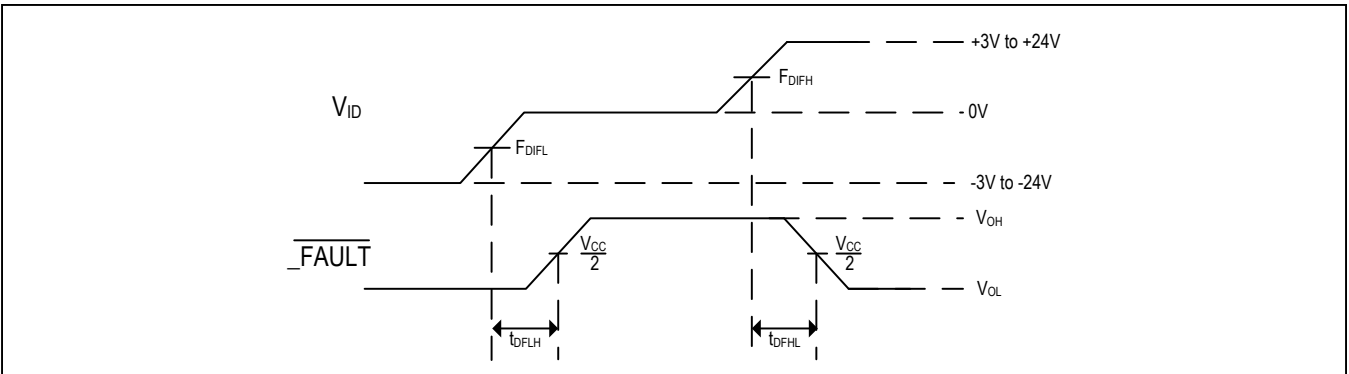 +3V to +24V
FDIFH
VID
0V
FDIFL
-3V to -24V
VOH
_FAULT
VCC
2
VCC
2
VOL
tDFLH
tDFHL